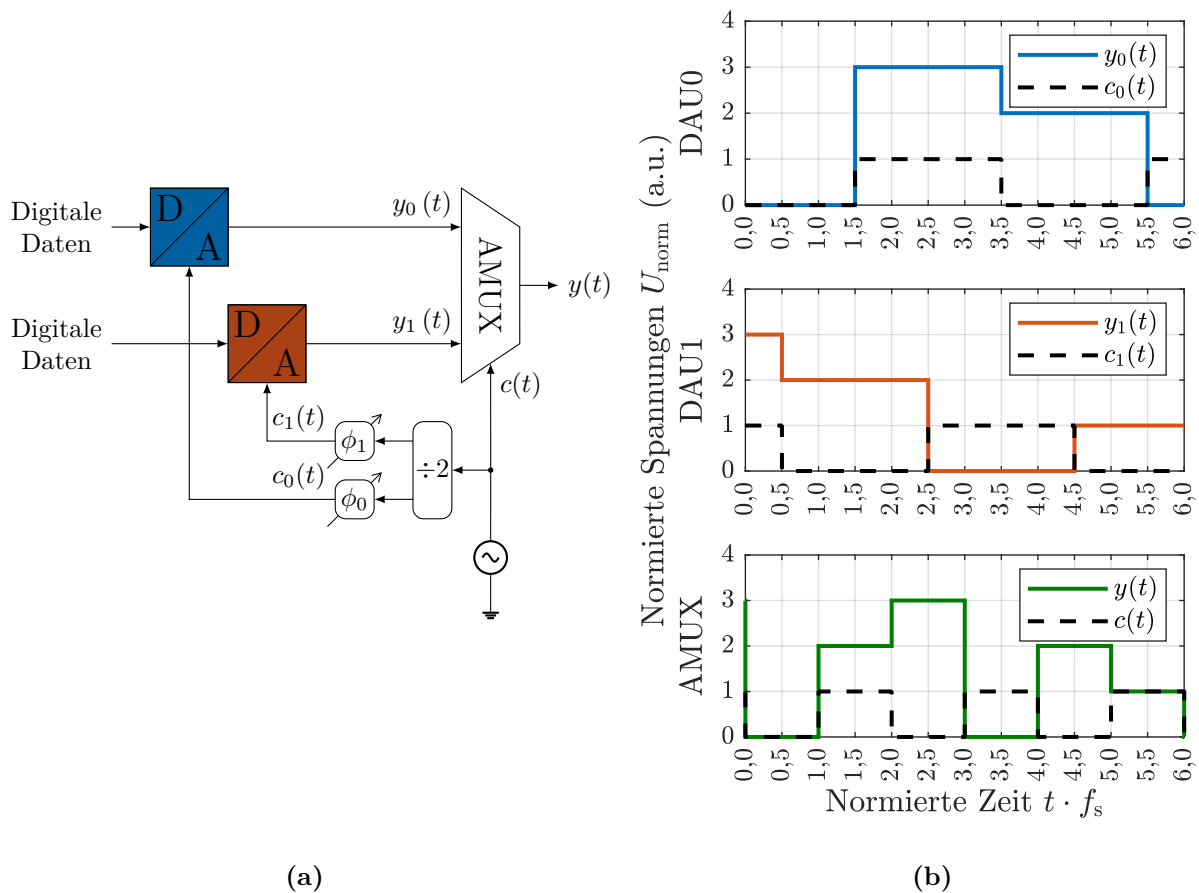 Digitale
Daten
D
A
y₀ (t)
Digitale
Daten
D
A
y₁ (t)
AMUX
y(t)
c(t)
c₁(t)
ϕ₁
c₀(t)
ϕ₀
÷2
(a)
Normierte Spannungen U_norm (a.u.)
DAU0
4
3
2
1
0
y₀(t)
c₀(t)
0,0 0,5 1,0 1,5 2,0 2,5 3,0 3,5 4,0 4,5 5,0 5,5 6,0
DAU1
4
3
2
1
0
y₁(t)
c₁(t)
0,0 0,5 1,0 1,5 2,0 2,5 3,0 3,5 4,0 4,5 5,0 5,5 6,0
AMUX
4
3
2
1
0
y(t)
c(t)
0,0 0,5 1,0 1,5 2,0 2,5 3,0 3,5 4,0 4,5 5,0 5,5 6,0
Normierte Zeit t · f_s
(b)